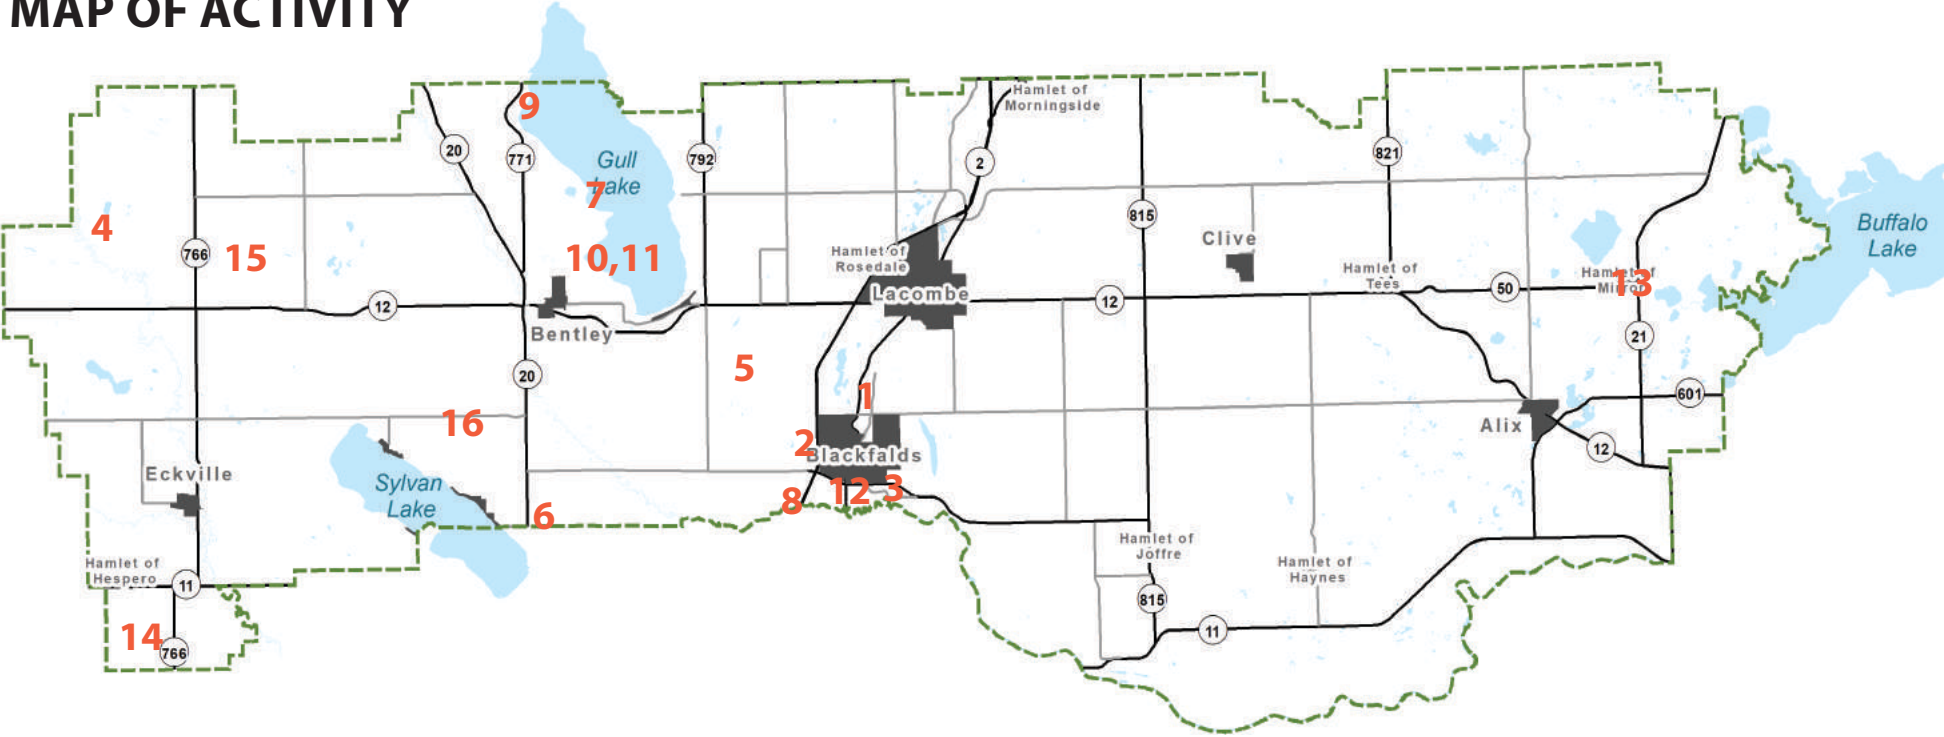 MAP OF ACTIVITY
Hamlet of
Morningside
9
20
771
Gull
Lake
7
792
2
821
815
4
766
15
10,11
Hamlet of
Rosedale
Lacombe
Clive
Hamlet of
Tees
50
Hamlet of
Mirror
13
Buffalo
Lake
12
12
Bentley
21
20
5
1
601
16
2
Blackfalds
Alix
12
Eckville
Sylvan
Lake
6
8
12
3
Hamlet of
Joffre
Hamlet of
Haynes
Hamlet of
Hespero
11
815
11
14
766